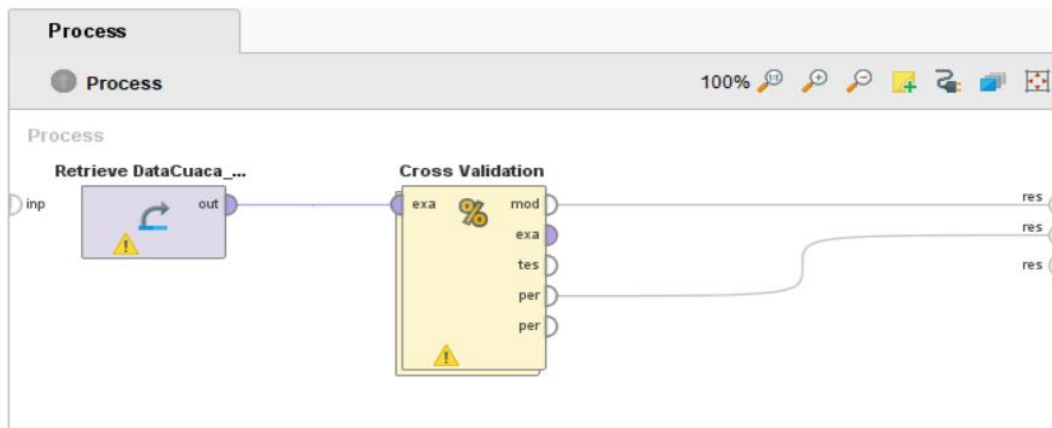 Process
Process
100%
Process
Retrieve DataCuaca_...
Cross Validation
inp
out
exa
mod
exa
tes
per
per
res
res
res